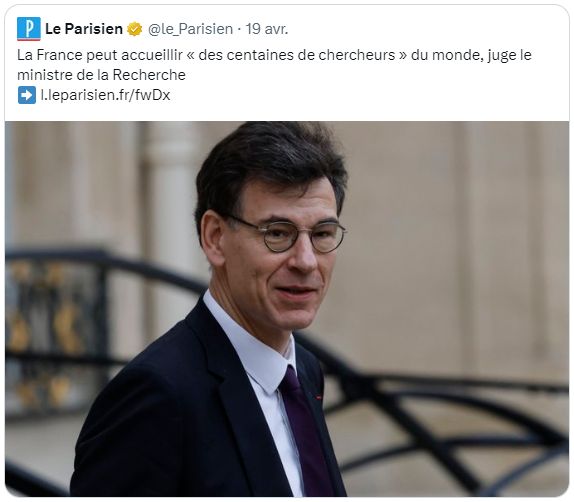 Le Parisien @le_Parisien · 19 avr.
La France peut accueillir « des centaines de chercheurs » du monde, juge le
ministre de la Recherche
➡ l.leparisien.fr/fwDx